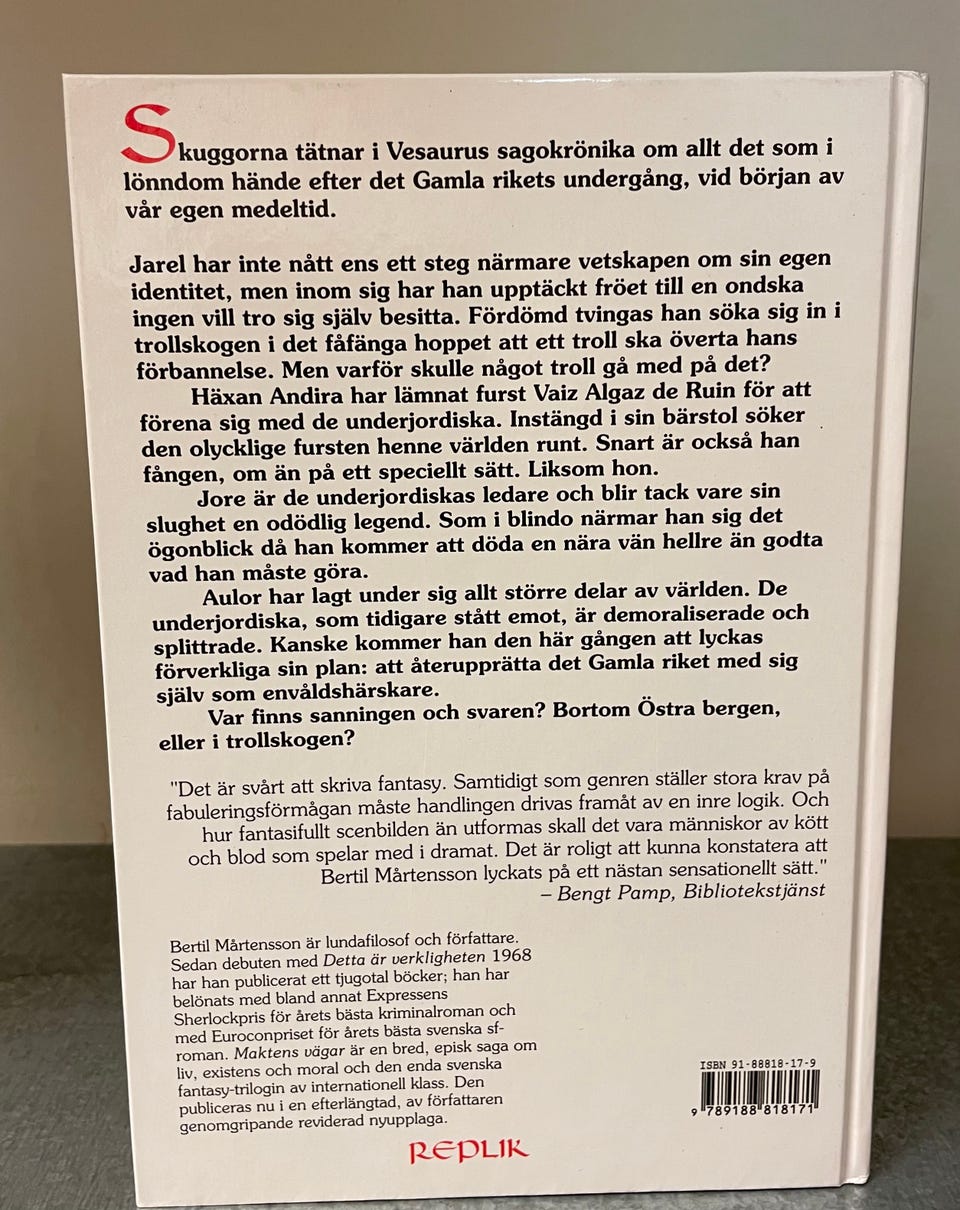 Skuggorna tätnar i Vesaurus sagokrönika om allt det som i
lönndom hände efter det Gamla rikets undergång, vid början av
vår egen medeltid.
Jarel har inte nått ens ett steg närmare vetskapen om sin egen
identitet, men inom sig har han upptäckt fröet till en ondska
ingen vill tro sig själv besitta. Fördömd tvingas han söka sig in i
trollskogen i det fåfänga hoppet att ett troll ska överta hans
förbannelse. Men varför skulle något troll gå med på det?
Häxan Andira har lämnat furst Vaiz Algaz de Ruin för att
förena sig med de underjordiska. Instängd i sin bärstol söker
den olycklige fursten henne världen runt. Snart är också han
fången, om än på ett speciellt sätt. Liksom hon.
Jore är de underjordiskas ledare och blir tack vare sin
slughet en odödlig legend. Som i blindo närmar han sig det
ögonblick då han kommer att döda en nära vän hellre än godta
vad han måste göra.
Aulor har lagt under sig allt större delar av världen. De
underjordiska, som tidigare stått emot, är demoraliserade och
splittrade. Kanske kommer han den här gången att lyckas
förverkliga sin plan: att återupprätta det Gamla riket med sig
själv som envåldshärskare.
Var finns sanningen och svaren? Bortom Östra bergen,
eller i trollskogen?
"Det är svårt att skriva fantasy. Samtidigt som genren ställer stora krav på
fabuleringsförmågan måste handlingen drivas framåt av en inre logik. Och
hur fantasifullt scenbilden än utformas skall det vara människor av kött
och blod som spelar med i dramat. Det är roligt att kunna konstatera att
Bertil Mårtensson lyckats på ett nästan sensationellt sätt."
– Bengt Pamp, Bibliotekstjänst
Bertil Mårtensson är lundafilosof och författare.
Sedan debuten med Detta är verkligheten 1968
har han publicerat ett tjugotal böcker; han har
belönats med bland annat Expressens
Sherlockpris för årets bästa kriminalroman och
med Euroconpriset för årets bästa svenska sf-
roman. Maktens vägar är en bred, episk saga om
liv, existens och moral och den enda svenska
fantasy-trilogin av internationell klass. Den
publiceras nu i en efterlängtad, av författaren
genomgripande reviderad nyupplaga.
ISBN 91-88818-17-9
9 789188 818171
REPLIK